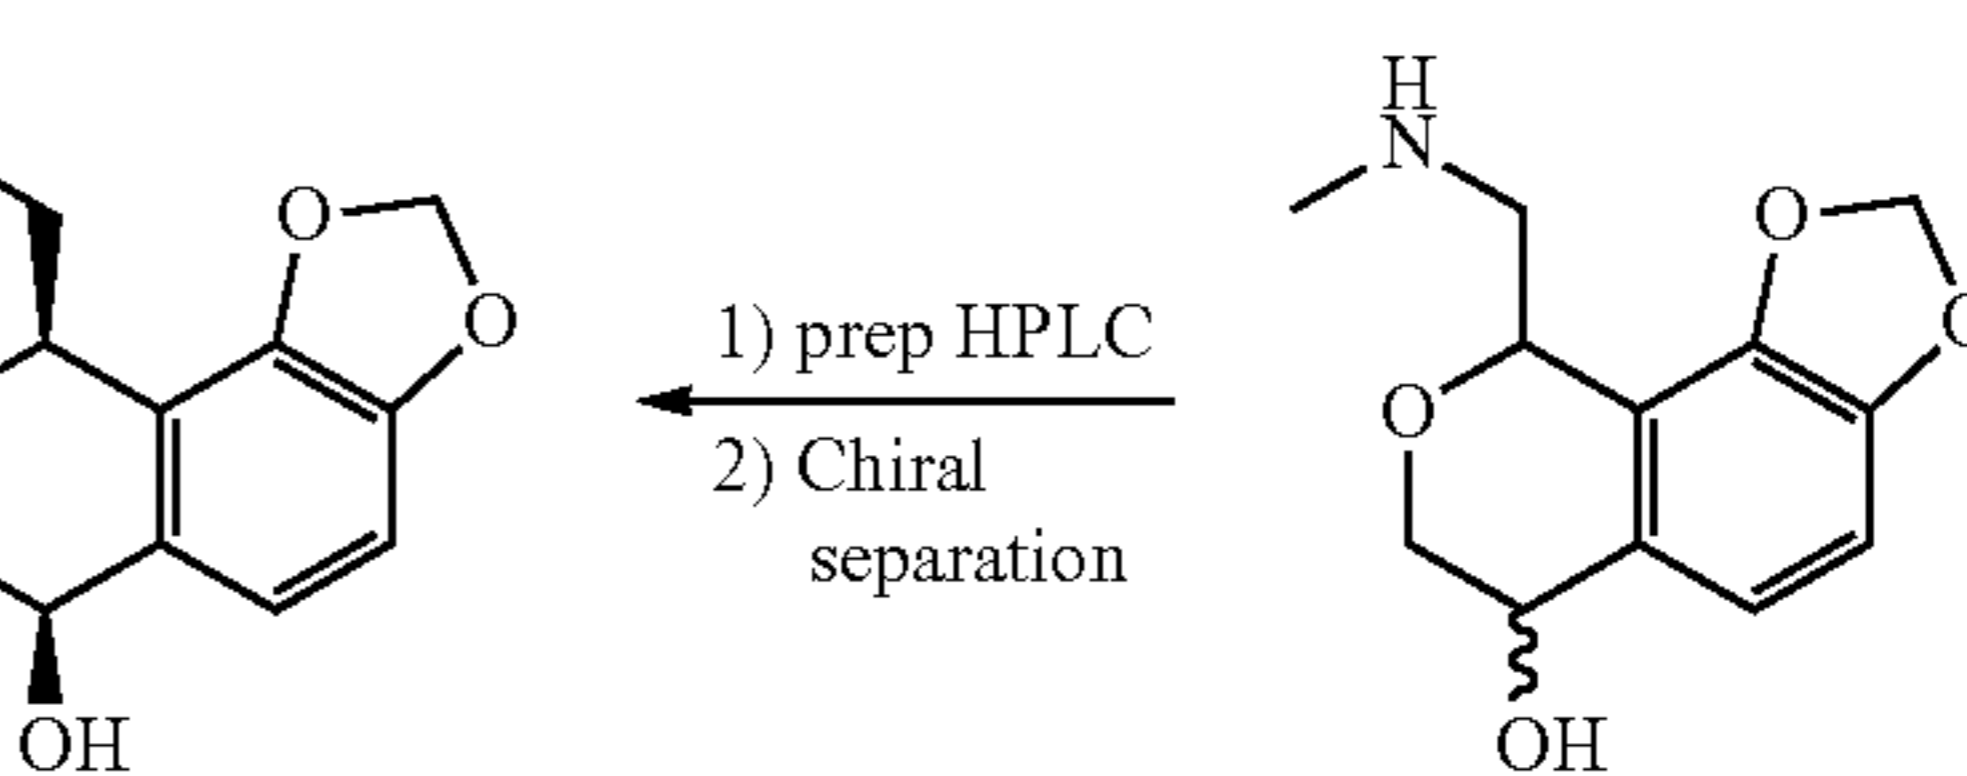 H
N
O
O
O
O
1) prep HPLC
O
2) Chiral
separation
OH
OH